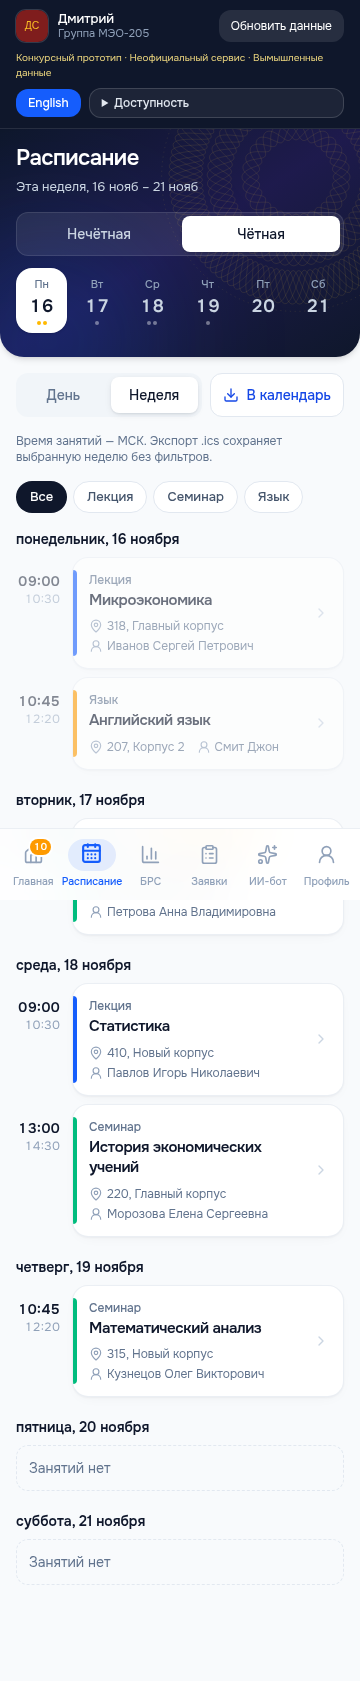 ДС
Дмитрий
Группа МЭО-205
Обновить данные
Конкурсный прототип · Неофициальный сервис · Вымышленные
данные
English
Доступность
Расписание
Эта неделя, 16 нояб – 21 нояб
Нечётная
Чётная
Пн
Вт
Ср
Чт
Пт
Сб
16
17
18
19
20
21
День
Неделя
В календарь
Время занятий — МСК. Экспорт .ics сохраняет
выбранную неделю без фильтров.
Все
Лекция
Семинар
Язык
понедельник, 16 ноября
09:00
10:30
Лекция
Микроэкономика
318, Главный корпус
Иванов Сергей Петрович
10:45
12:20
Язык
Английский язык
207, Корпус 2
Смит Джон
вторник, 17 ноября
10
Главная
Расписание
БРС
Заявки
ИИ-бот
Профиль
Петрова Анна Владимировна
среда, 18 ноября
09:00
10:30
Лекция
Статистика
410, Новый корпус
Павлов Игорь Николаевич
13:00
14:30
Семинар
История экономических
учений
220, Главный корпус
Морозова Елена Сергеевна
четверг, 19 ноября
10:45
12:20
Семинар
Математический анализ
315, Новый корпус
Кузнецов Олег Викторович
пятница, 20 ноября
Занятий нет
суббота, 21 ноября
Занятий нет